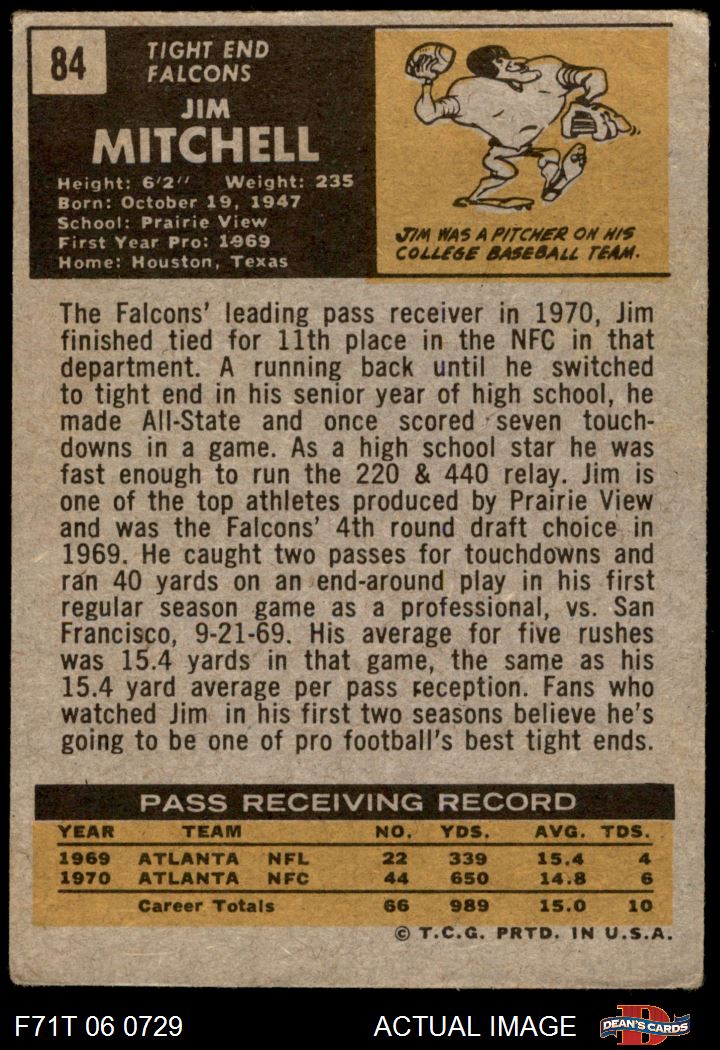 84
TIGHT END
FALCONS
JIM
MITCHELL
Height: 6'2" Weight: 235
Born: October 19, 1947
School: Prairie View
First Year Pro: 1969
Home: Houston, Texas
JIM WAS A PITCHER ON HIS
COLLEGE BASEBALL TEAM.
The Falcons' leading pass receiver in 1970, Jim
finished tied for 11th place in the NFC in that
department. A running back until he switched
to tight end in his senior year of high school, he
made All-State and once scored seven touch-
downs in a game. As a high school star he was
fast enough to run the 220 & 440 relay. Jim is
one of the top athletes produced by Prairie View
and was the Falcons' 4th round draft choice in
1969. He caught two passes for touchdowns and
ran 40 yards on an end-around play in his first
regular season game as a professional, vs. San
Francisco, 9-21-69. His average for five rushes
was 15.4 yards in that game, the same as his
15.4 yard average per pass reception. Fans who
watched Jim in his first two seasons believe he's
going to be one of pro football's best tight ends.
PASS RECEIVING RECORD
YEAR TEAM NO. YDS. AVG. TDS.
1969 ATLANTA NFL 22 339 15.4 4
1970 ATLANTA NFC 44 650 14.8 6
Career Totals 66 989 15.0 10
© T.C.G. PRTD. IN U.S.A.
F71T 06 0729 ACTUAL IMAGE DEAN'S CARDS